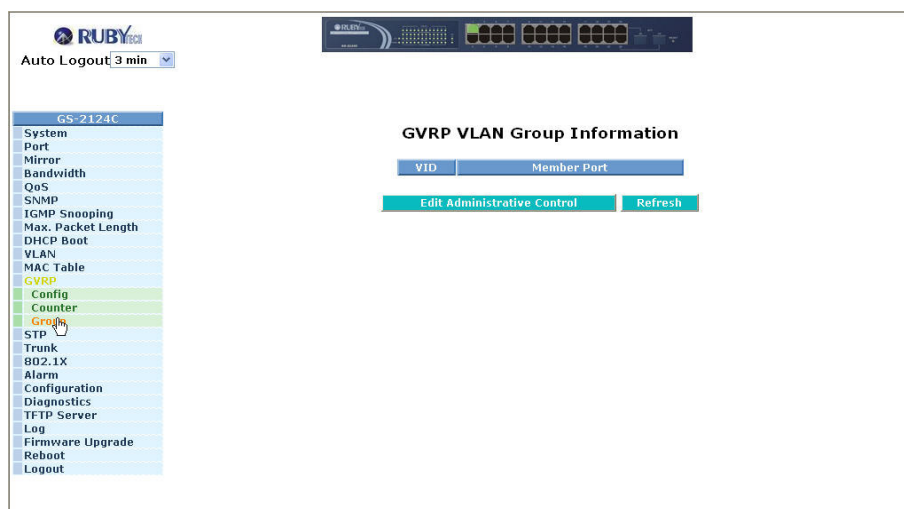 RUBYTECH
Auto Logout 3 min
GS-2124C
System
Port
Mirror
Bandwidth
QoS
SNMP
IGMP Snooping
Max. Packet Length
DHCP Boot
VLAN
MAC Table
GVRP
Config
Counter
Group
STP
Trunk
802.1X
Alarm
Configuration
Diagnostics
TFTP Server
Log
Firmware Upgrade
Reboot
Logout
GVRP VLAN Group Information
VID Member Port
Edit Administrative Control Refresh